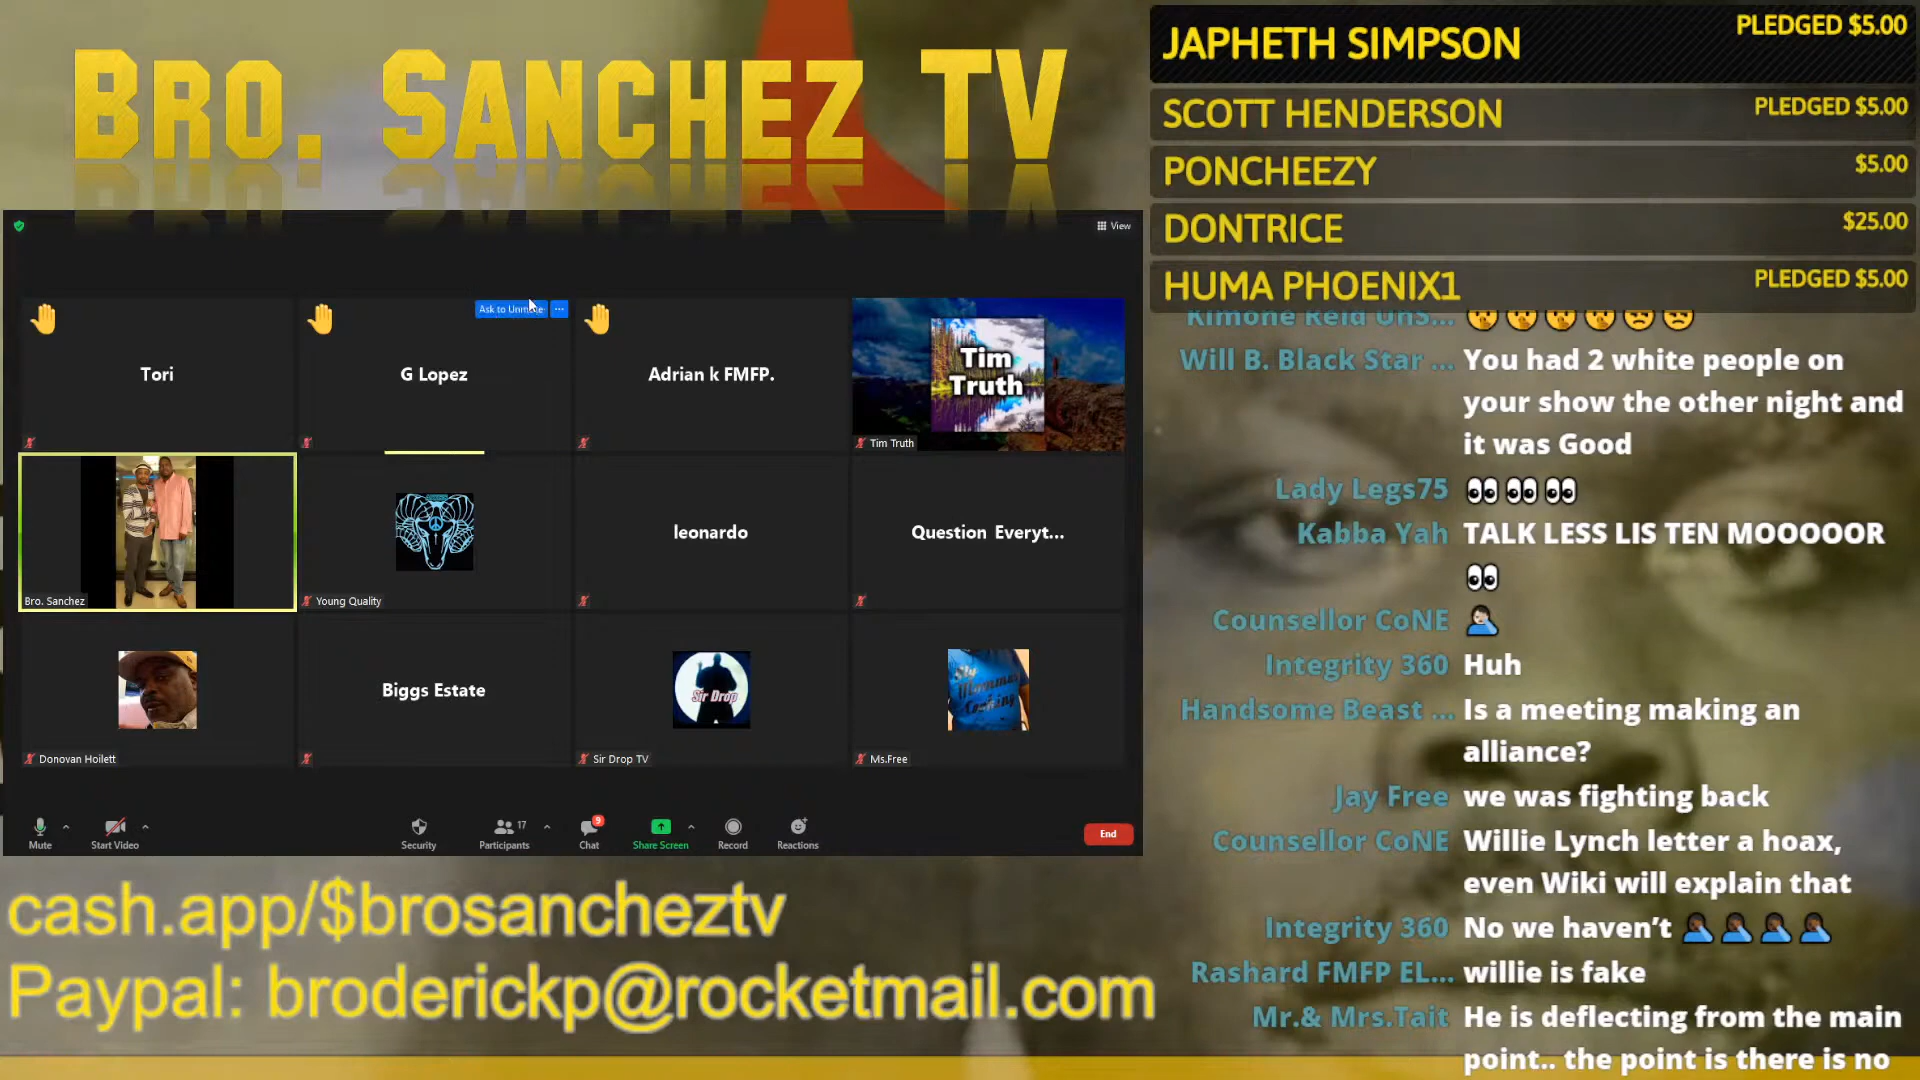 BRO. SANCHEZ TV
JAPHETH SIMPSON
PLEDGED $5.00
SCOTT HENDERSON
PLEDGED $5.00
PONCHEEZY
$5.00
DONTRICE
$25.00
HUMA PHOENIX1
PLEDGED $5.00
View
Tori
Ask to Unmute
G Lopez
Adrian k FMFP.
Tim
Truth
Tim Truth
Bro. Sanchez
Young Quality
leonardo
Question Everyt...
Donovan Hoilett
Biggs Estate
Sir Drop
Sir Drop TV
Ms.Free
Mute
Start Video
Security
17
Participants
9
Chat
Share Screen
Record
Reactions
End
cash.app/$brosancheztv
Paypal: broderickp@rocketmail.com
Kimone Reid UnS...
Will B. Black Star ... You had 2 white people on
your show the other night and
it was Good
Lady Legs75 👀👀👀
Kabba Yah TALK LESS LIS TEN MOOOOOR
👀
Counsellor CoNE
Integrity 360 Huh
Handsome Beast ... Is a meeting making an
alliance?
Jay Free we was fighting back
Counsellor CoNE Willie Lynch letter a hoax,
even Wiki will explain that
Integrity 360 No we haven't
Rashard FMFP EL... willie is fake
Mr.& Mrs.Tait He is deflecting from the main
point.. the point is there is no